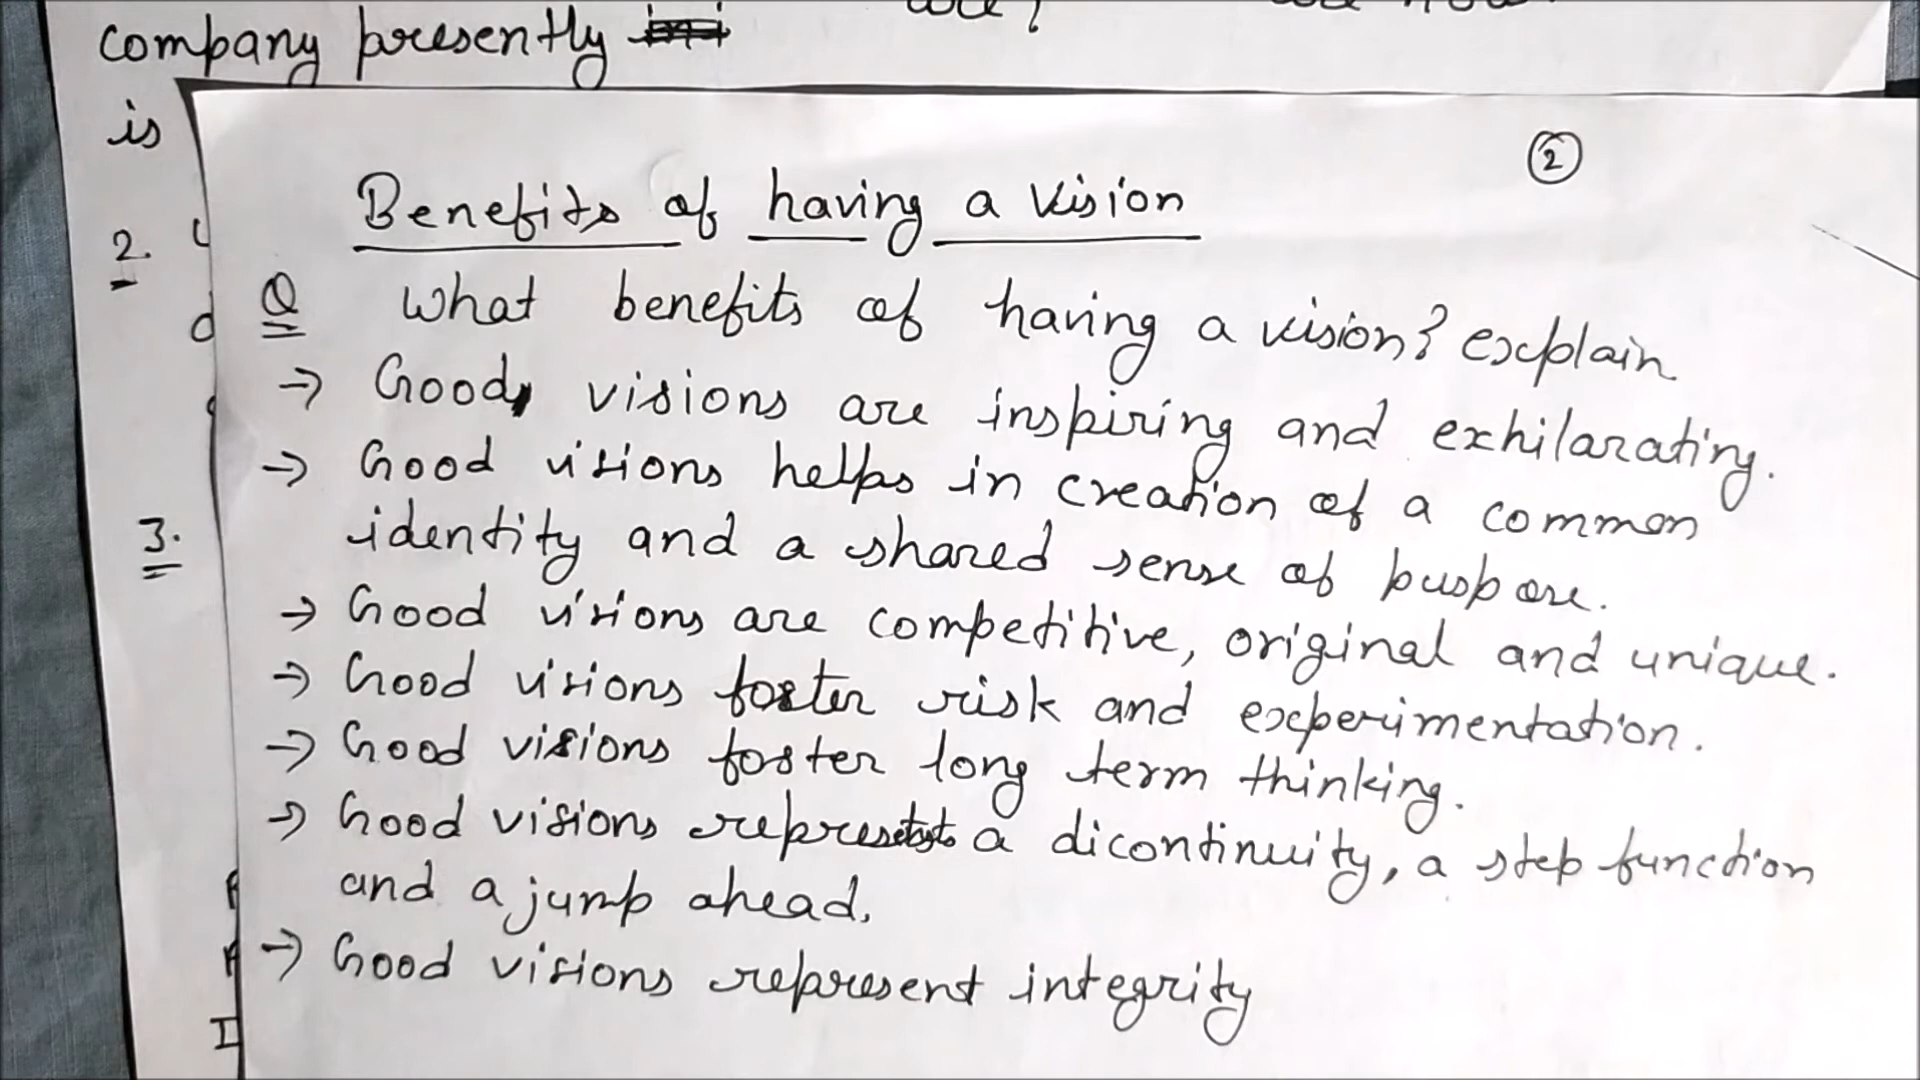 company presently
is
2
Benefits of having a vision
2.
Q What benefits of having a vision? explain
→ Good visions are inspiring and exhilarating.
→ Good visions helps in creation of a common
identity and a shared sense of puspose.
3.
→ Good visions are competitive, original and unique.
→ Good visions foster risk and experimentation.
→ Good visions foster long term thinking.
→ Good visions represents a dicontinuity, a step function
and a jump ahead.
→ Good visions represent integrity